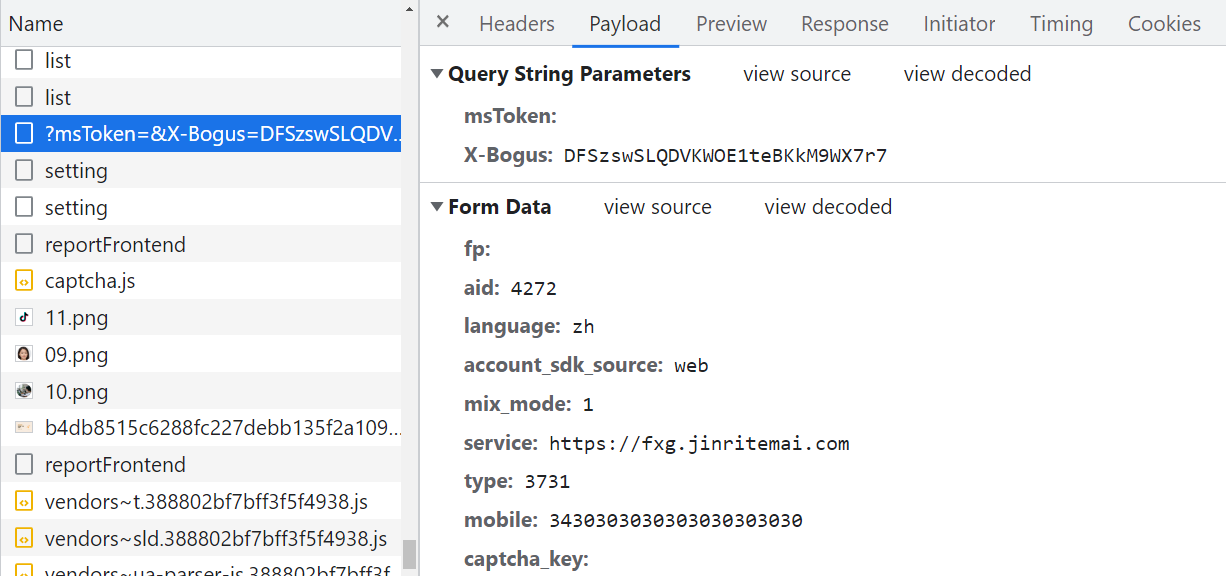 Name
list
list
?msToken=&X-Bogus=DFSzswSLQDV...
setting
setting
reportFrontend
captcha.js
11.png
09.png
10.png
b4db8515c6288fc227debb135f2a109...
reportFrontend
vendors~t.388802bf7bff3f5f4938.js
vendors~sld.388802bf7bff3f5f4938.js
vendors~ua-parser-js.388802bf7bff3f
Headers Payload Preview Response Initiator Timing Cookies
Query String Parameters view source view decoded
msToken:
X-Bogus: DFSzswSLQDVKWOE1teBKkM9WX7r7
Form Data view source view decoded
fp:
aid: 4272
language: zh
account_sdk_source: web
mix_mode: 1
service: https://fxg.jinritemai.com
type: 3731
mobile: 3430303030303030303030
captcha_key: